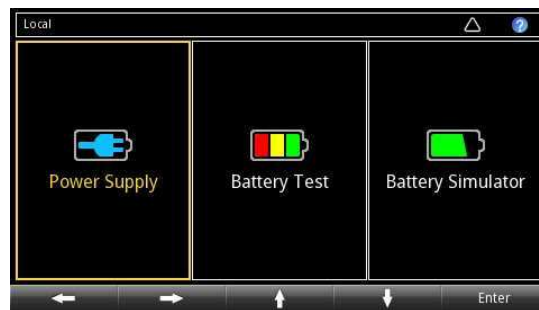 Local
?
Power Supply
Battery Test
Battery Simulator
Enter